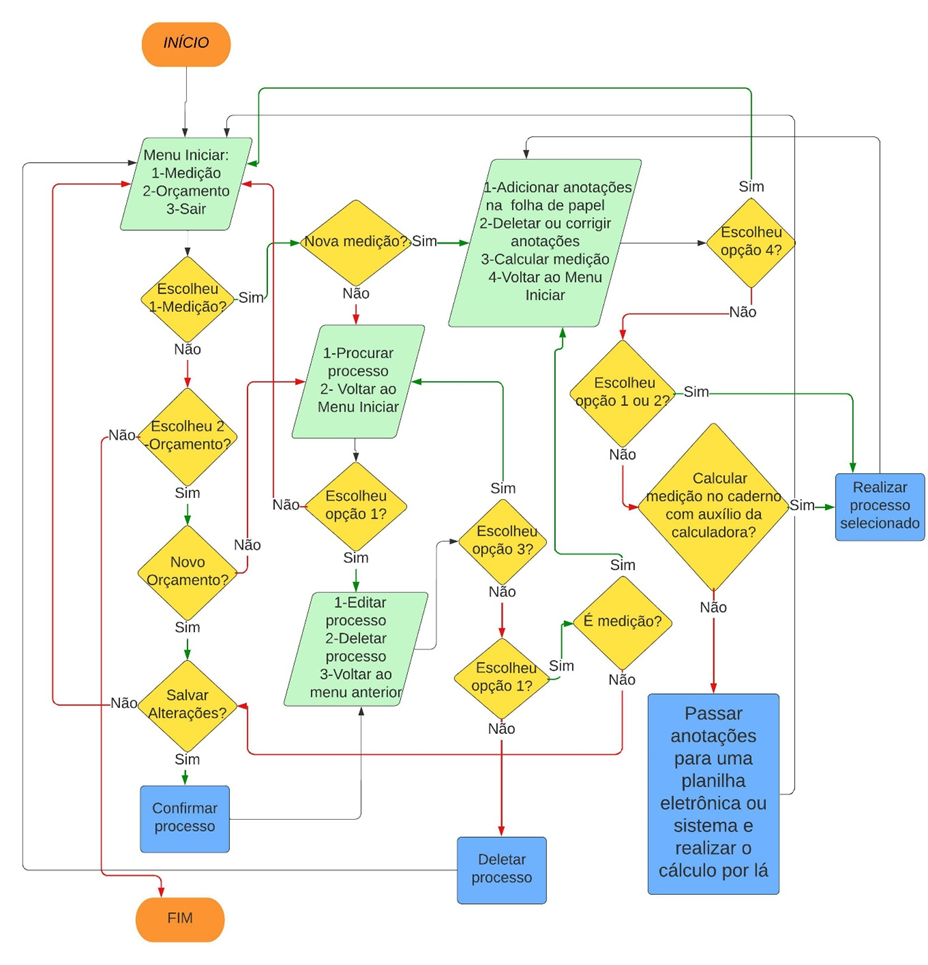 INÍCIO
Menu Iniciar:
1-Medição
2-Orçamento
3-Sair
Escolheu
1-Medição?
Sim
Não
Nova medição?
Sim
Não
1-Adicionar anotações
na folha de papel
2-Deletar ou corrigir
anotações
3-Calcular medição
4-Voltar ao Menu
Iniciar
Sim
Escolheu
opção 4?
Não
Escolheu
opção 1 ou 2?
Sim
Não
Calcular
medição no caderno
com auxílio da
calculadora?
Sim
Não
Realizar
processo
selecionado
Passar
anotações
para uma
planilha
eletrônica ou
sistema e
realizar o
cálculo por lá
1-Procurar
processo
2- Voltar ao
Menu Iniciar
Escolheu
opção 1?
Não
Sim
1-Editar
processo
2-Deletar
processo
3-Voltar ao
menu anterior
Sim
Escolheu
opção 3?
Não
Escolheu
opção 1?
Sim
Não
Sim
É medição?
Não
Deletar
processo
Escolheu 2
-Orçamento?
Não
Sim
Novo
Orçamento?
Não
Sim
Salvar
Alterações?
Não
Sim
Confirmar
processo
FIM